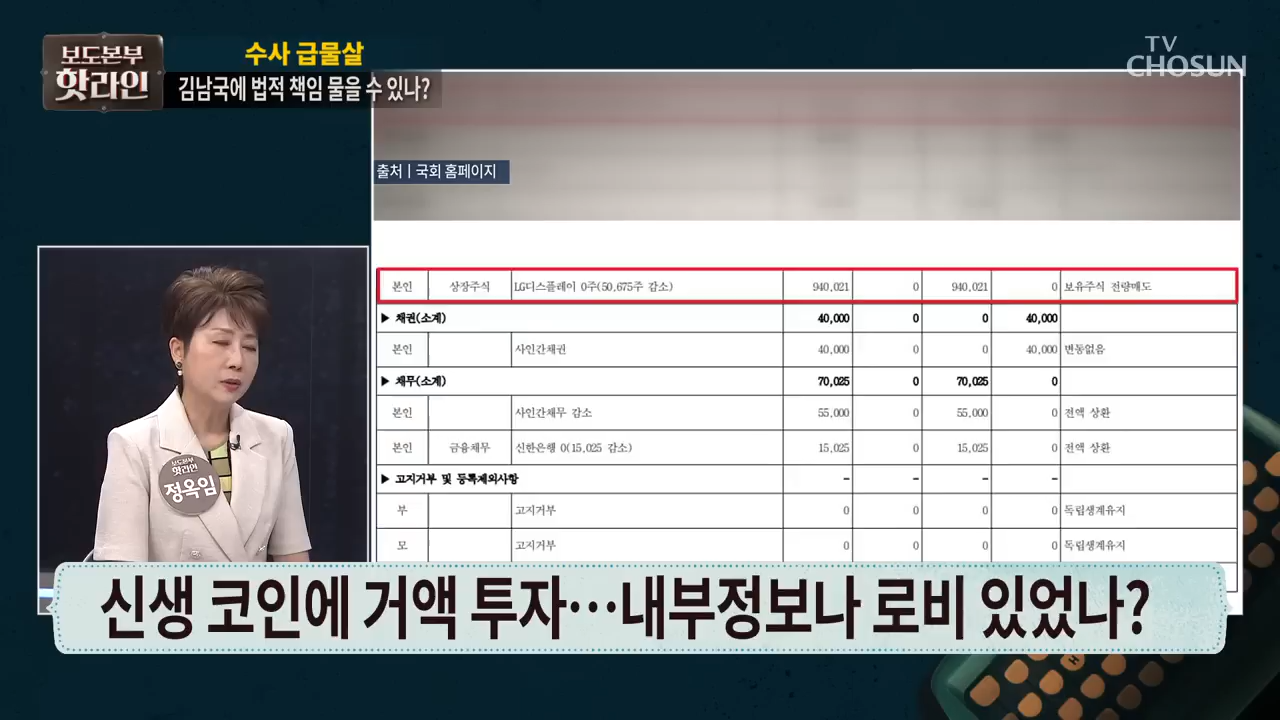 보도본부
핫라인
수사 급물살
김남국에 법적 책임 물을 수 있나?
TV
CHOSUN
출처 | 국회 홈페이지
본인 상장주식 LG디스플레이 0주(50,675주 감소) 940,021 0 940,021 0 보유주식 전량매도
▶ 채권(소계) 40,000 0 0 40,000
본인 사인간채권 40,000 0 0 40,000 변동없음
▶ 채무(소계) 70,025 0 70,025 0
본인 사인간채무 감소 55,000 0 55,000 0 전액 상환
본인 금융채무 신한은행 0(15,025 감소) 15,025 0 15,025 0 전액 상환
▶ 고지거부 및 등록제외사항 - - - -
부 고지거부 0 0 0 0 독립생계유지
모 고지거부 0 0 0 0 독립생계유지
보도본부
핫라인
정옥임
신생 코인에 거액 투자…내부정보나 로비 있었나?